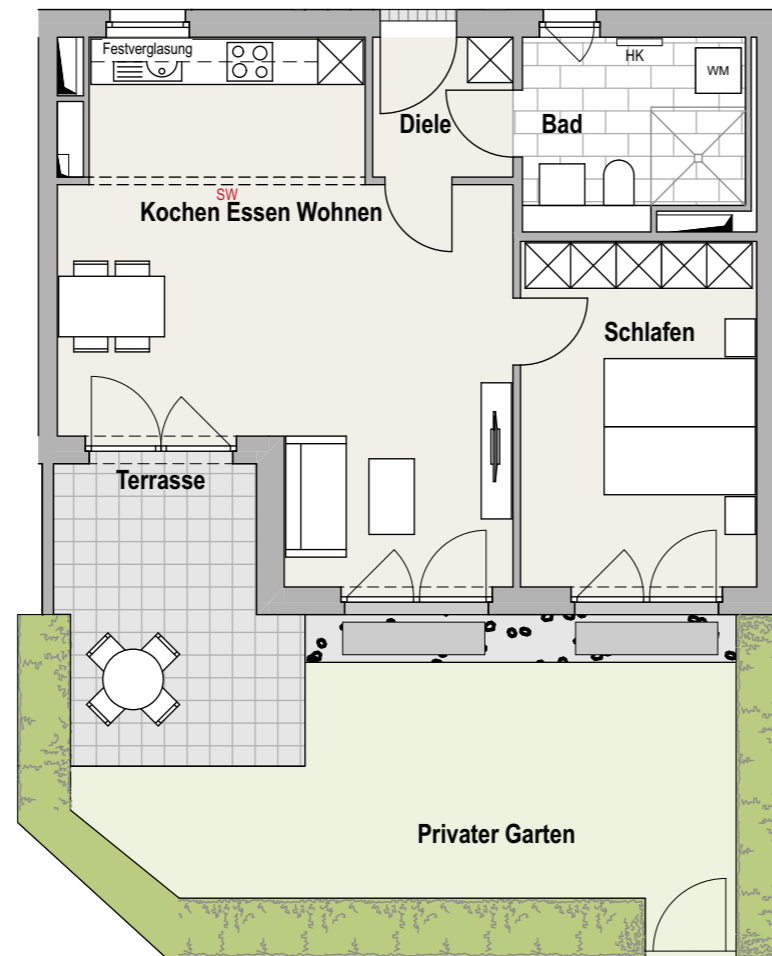 Festverglasung
HK
WM
Diele
Bad
SW
Kochen Essen Wohnen
Schlafen
Terrasse
Privater Garten